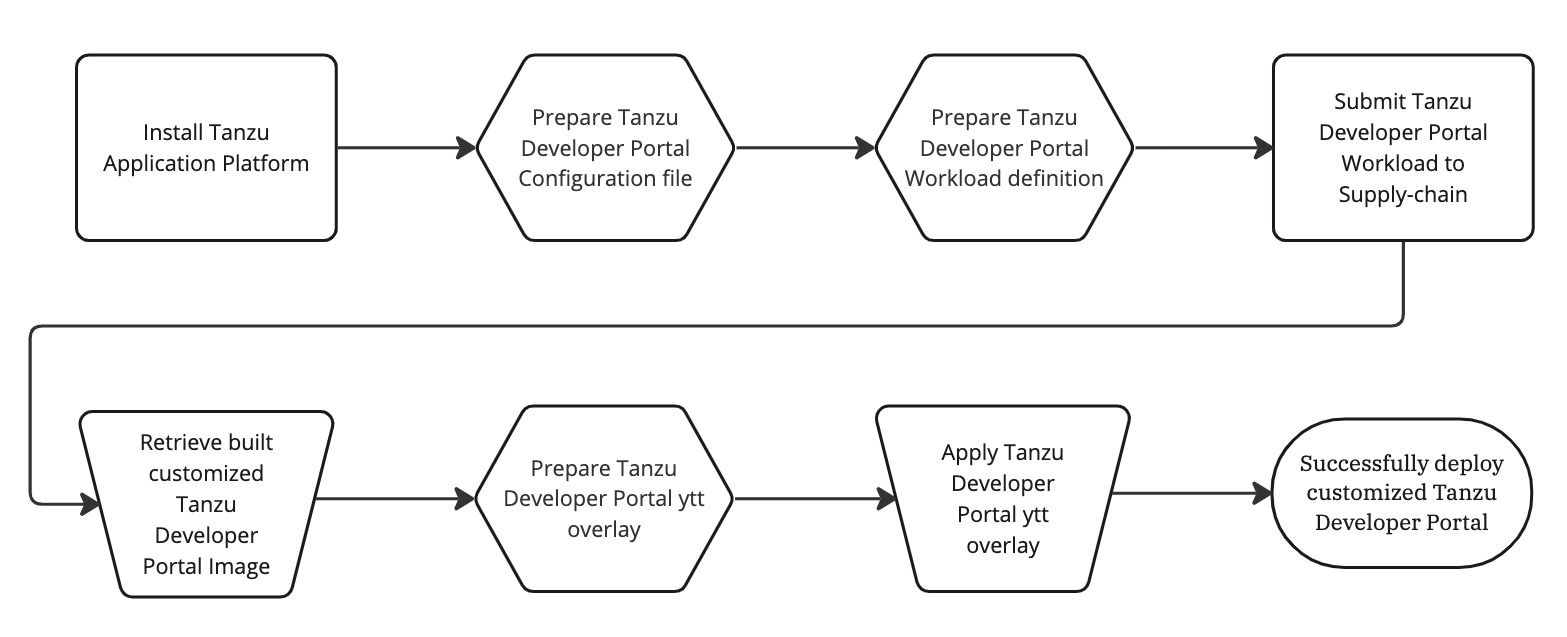 Install Tanzu
Application Platform
Prepare Tanzu
Developer Portal
Configuration file
Prepare Tanzu
Developer Portal
Workload definition
Submit Tanzu
Developer Portal
Workload to
Supply-chain
Retrieve built
customized
Tanzu
Developer
Portal Image
Prepare Tanzu
Developer Portal ytt
overlay
Apply Tanzu
Developer
Portal ytt
overlay
Successfully deploy
customized Tanzu
Developer Portal